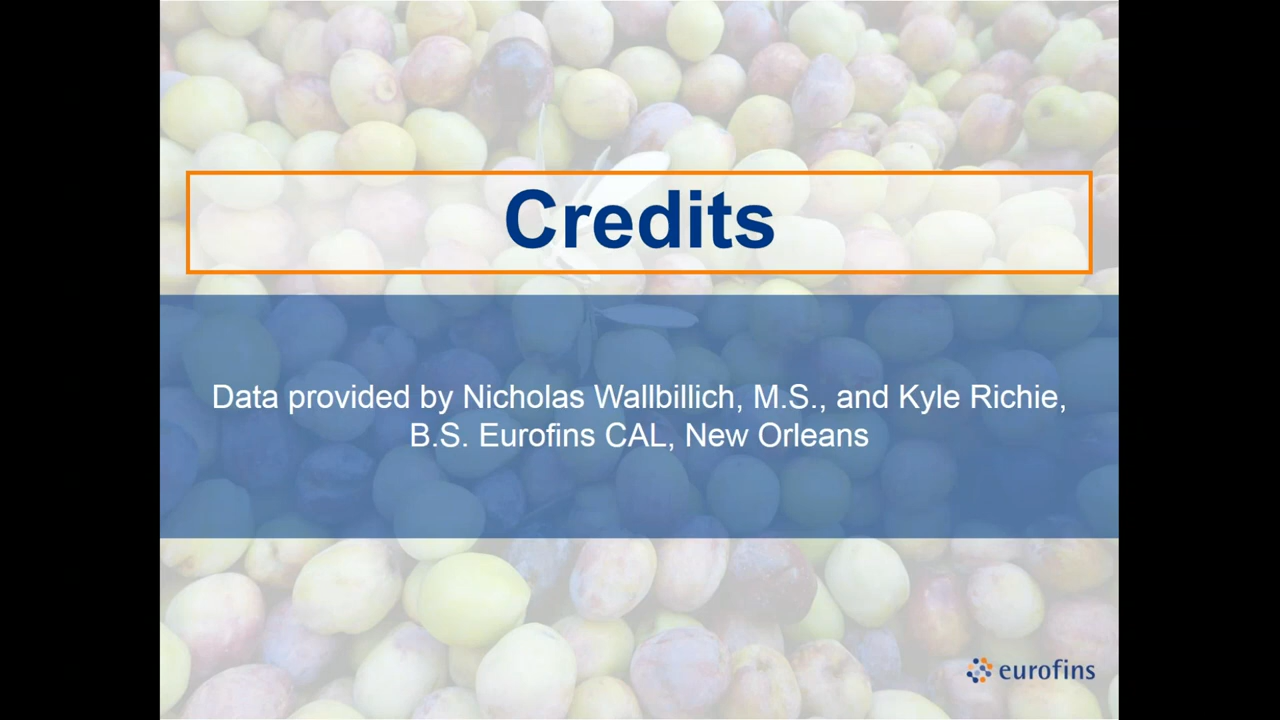 Credits
Data provided by Nicholas Wallbillich, M.S., and Kyle Richie,
B.S. Eurofins CAL, New Orleans
eurofins